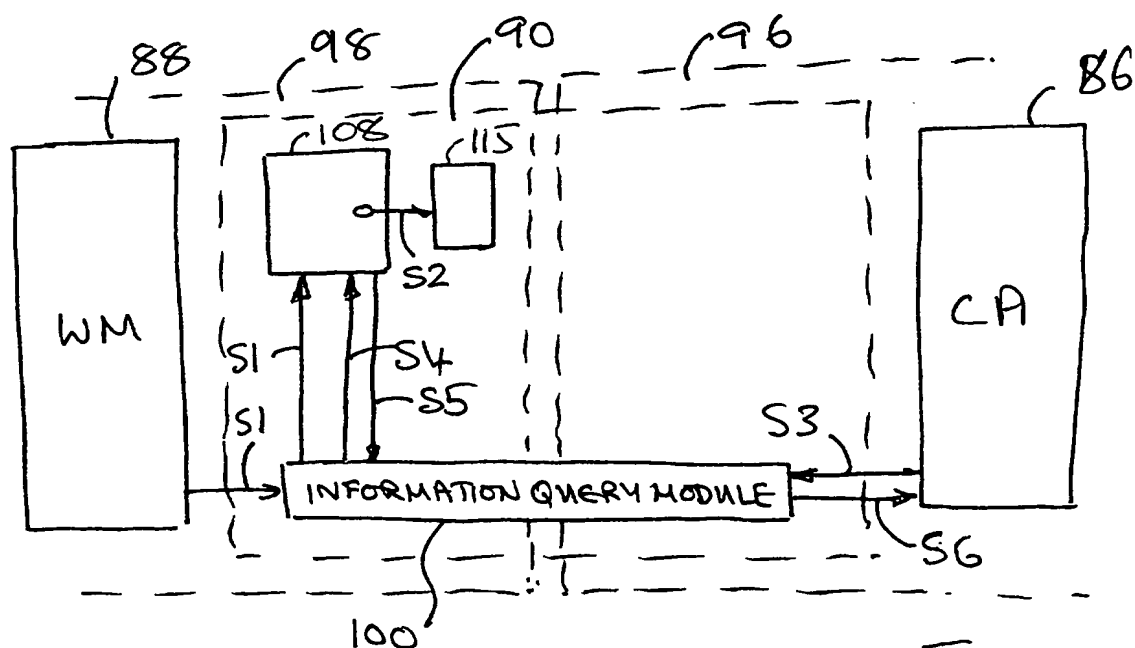 98
90
96
88
86
108
115
S2
WM
CA
S1
S4
S5
S1
S3
INFORMATION QUERY MODULE
S6
100